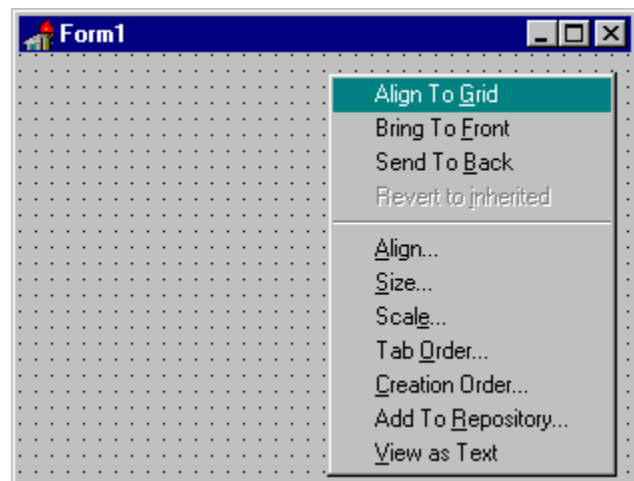 Form1
Align To Grid
Bring To Front
Send To Back
Revert to inherited
Align...
Size...
Scale...
Tab Order...
Creation Order...
Add To Repository...
View as Text